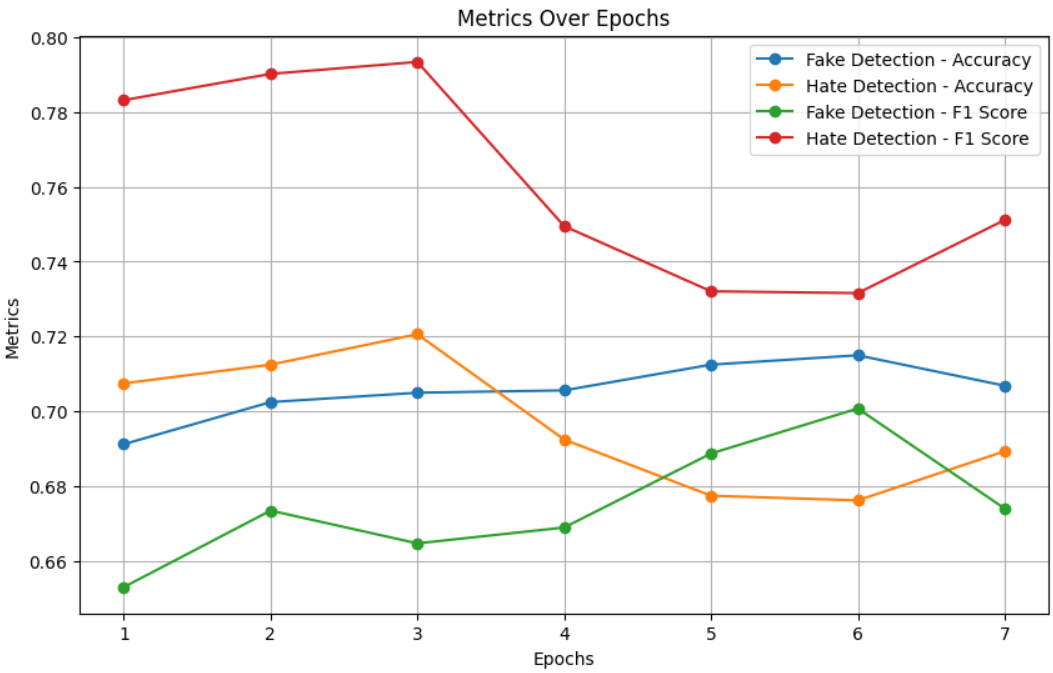 Metrics Over Epochs
Fake Detection - Accuracy
Hate Detection - Accuracy
Fake Detection - F1 Score
Hate Detection - F1 Score
Metrics
0.80
0.78
0.76
0.74
0.72
0.70
0.68
0.66
1 2 3 4 5 6 7
Epochs